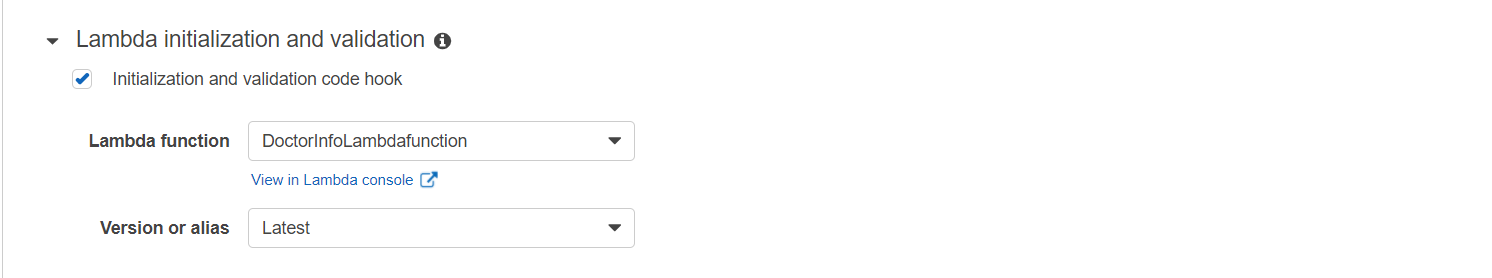 Lambda initialization and validation
Initialization and validation code hook
Lambda function DoctorInfoLambdafunction
View in Lambda console
Version or alias Latest